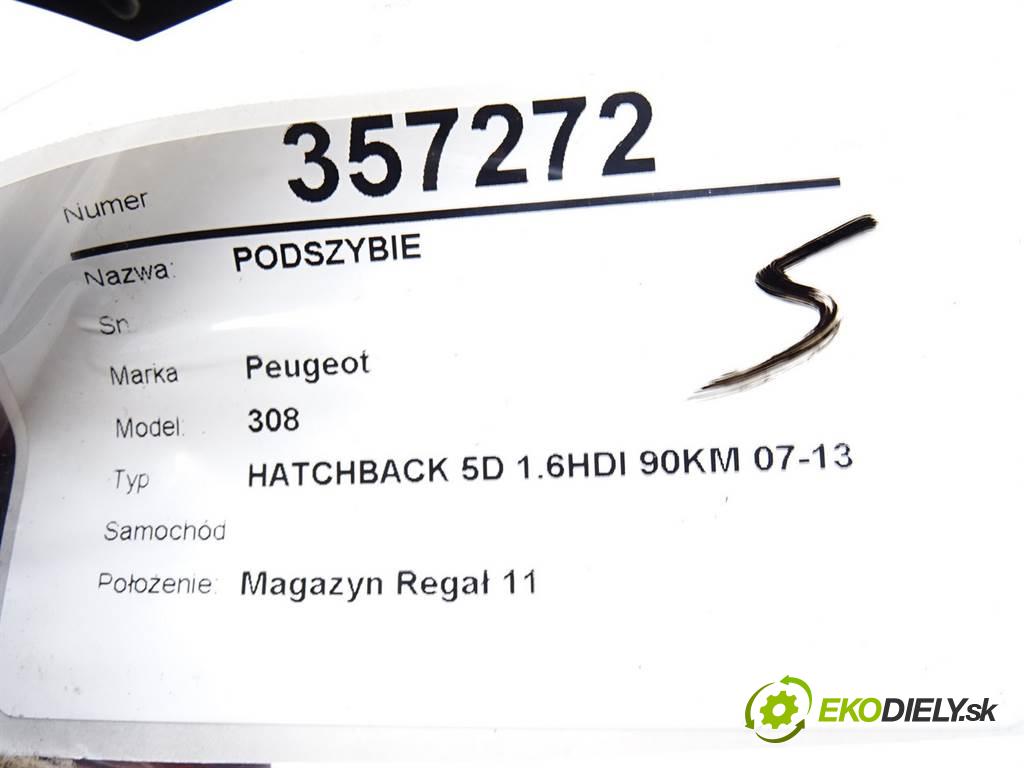 Numer 357272
Nazwa: PODSZYBIE
Sn
Marka Peugeot
Model: 308
Typ HATCHBACK 5D 1.6HDI 90KM 07-13
Samochód
Położenie: Magazyn Regał 11
S
EKODIELY.sk